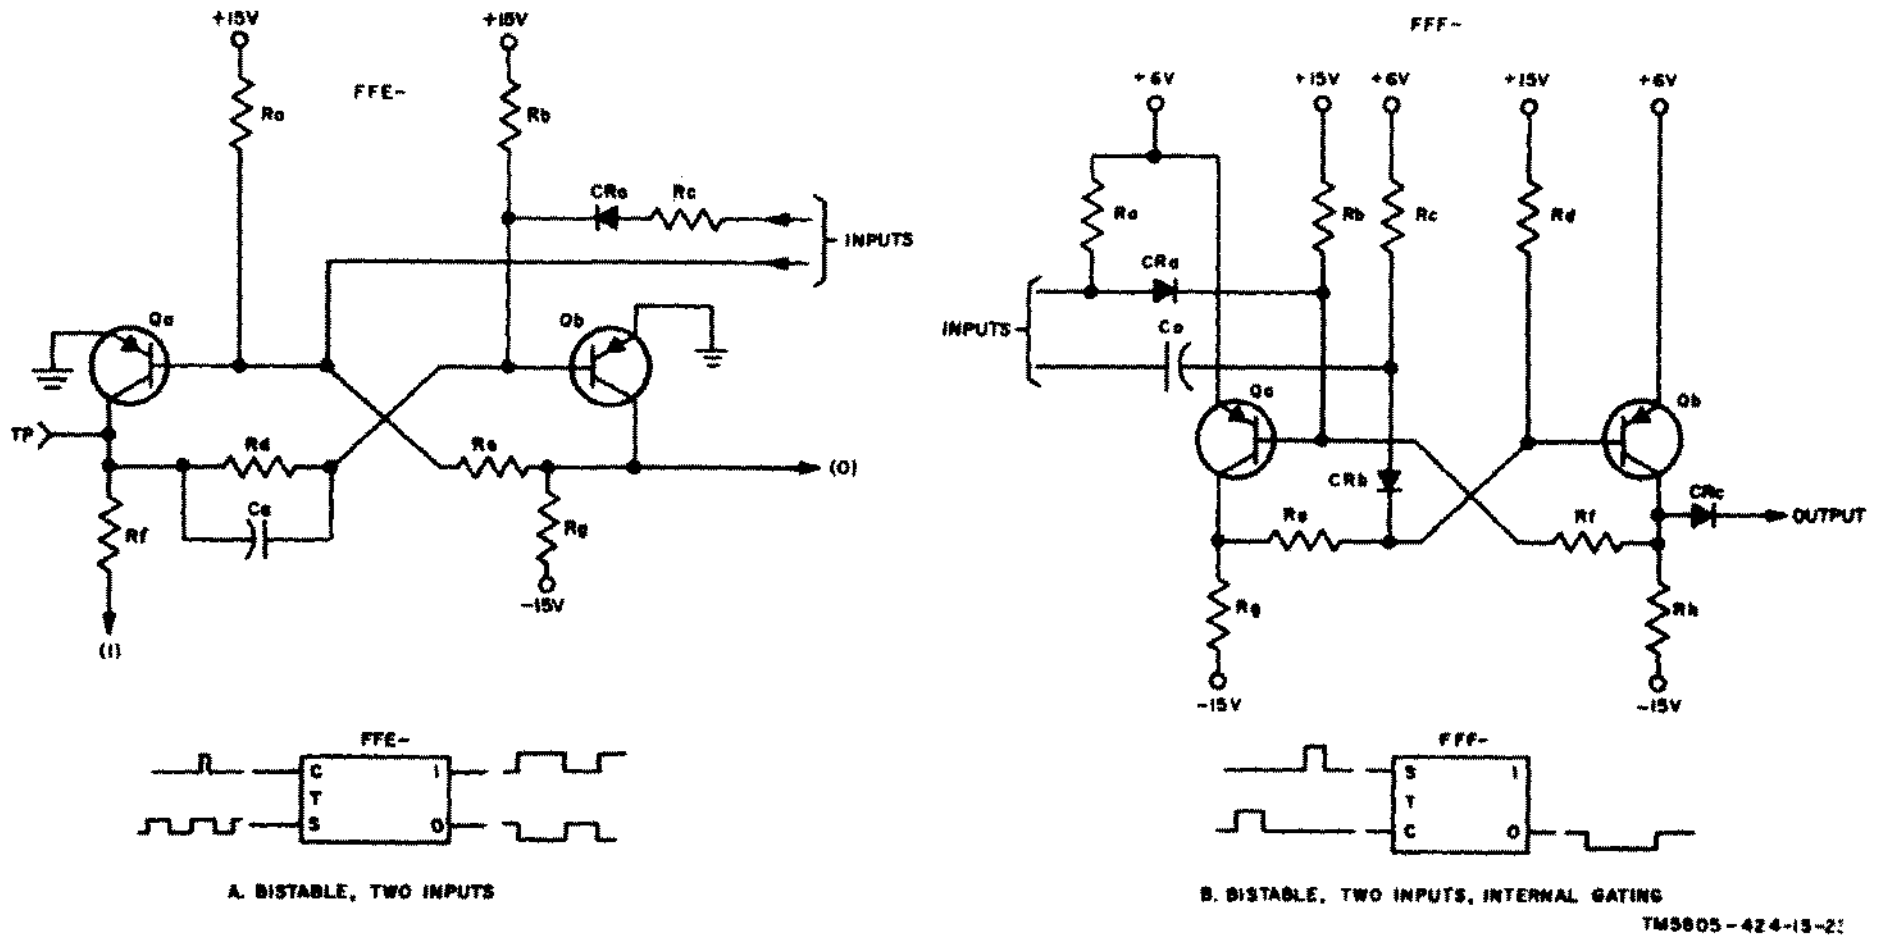 +15V
+15V
FFE-
Ra
Rb
CRa
Rc
INPUTS
Qa
Qb
TP
Rd
Re
(0)
Ca
Rf
Rg
-15V
(1)
FFE-
C
1
T
S
0
A. BISTABLE, TWO INPUTS
FFF-
+6V
+15V
+6V
+15V
+6V
Ra
Rb
Rc
Rd
CRa
INPUTS
Ca
Qa
Qb
CRb
CRc
OUTPUT
Re
Rf
Rg
Rh
-15V
-15V
FFF-
S
1
T
C
0
B. BISTABLE, TWO INPUTS, INTERNAL GATING